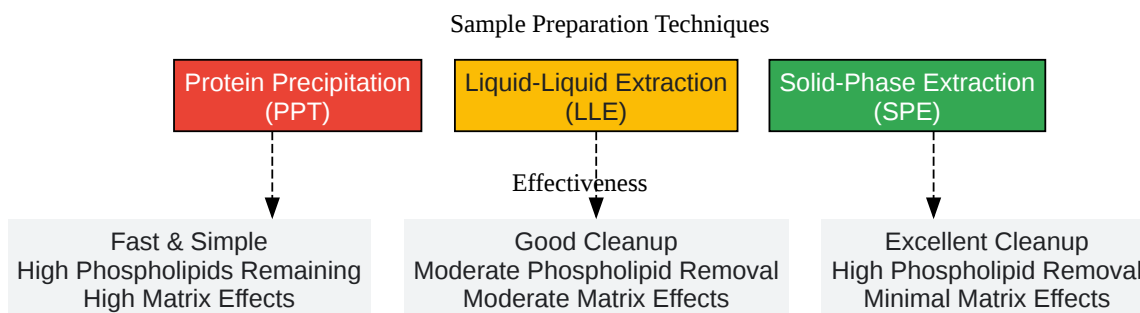 Sample Preparation Techniques
Protein Precipitation
(PPT)
Liquid-Liquid Extraction
(LLE)
Solid-Phase Extraction
(SPE)
Effectiveness
Fast & Simple
High Phospholipids Remaining
High Matrix Effects
Good Cleanup
Moderate Phospholipid Removal
Moderate Matrix Effects
Excellent Cleanup
High Phospholipid Removal
Minimal Matrix Effects